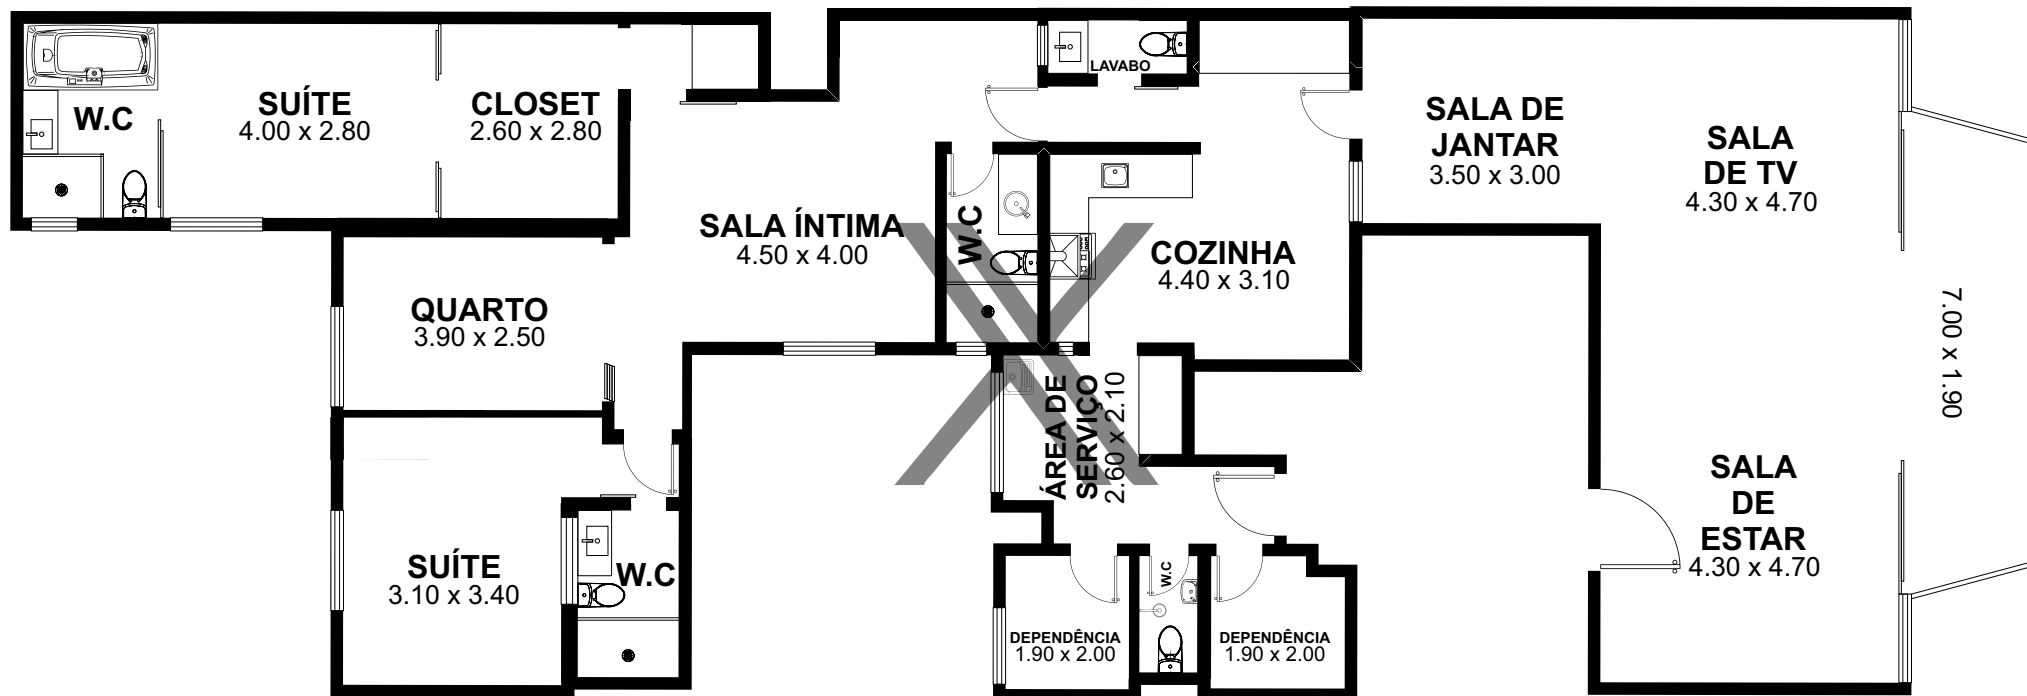 W.C
SUÍTE
4.00 x 2.80
CLOSET
2.60 x 2.80
LAVABO
SALA DE
JANTAR
3.50 x 3.00
SALA
DE TV
4.30 x 4.70
SALA ÍNTIMA
4.50 x 4.00
W.C
COZINHA
4.40 x 3.10
QUARTO
3.90 x 2.50
7.00 x 1.90
ÁREA DE
SERVIÇO
2.60 x 2.10
SALA
DE
ESTAR
4.30 x 4.70
SUÍTE
3.10 x 3.40
W.C
W.C
DEPENDÊNCIA
1.90 x 2.00
DEPENDÊNCIA
1.90 x 2.00